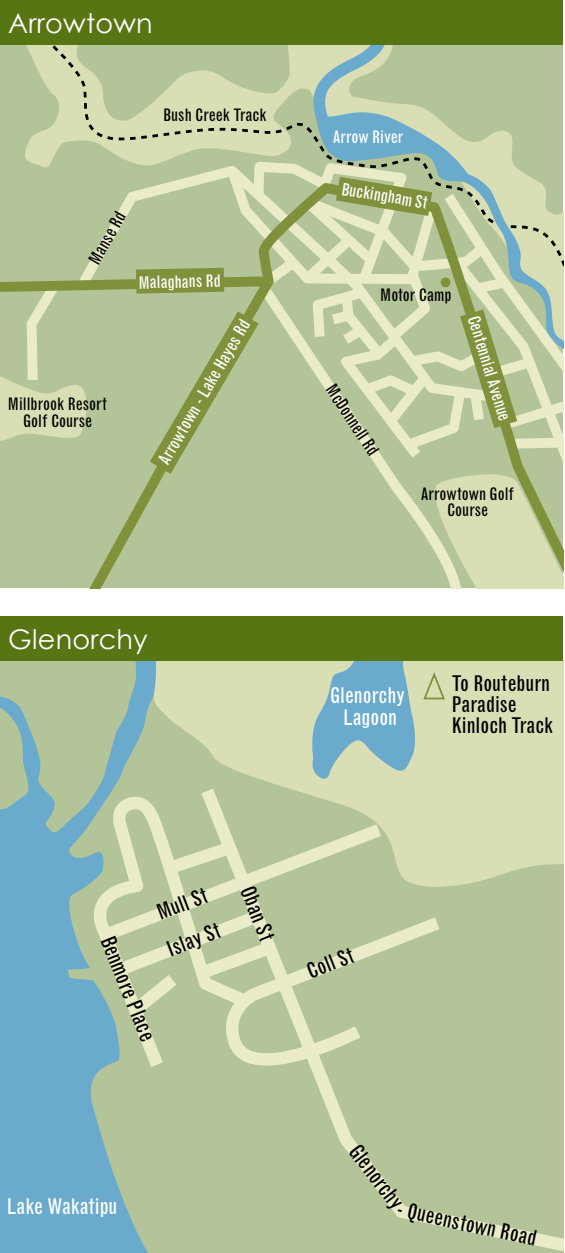 Arrowtown
Bush Creek Track
Arrow River
Buckingham St
Manse Rd
Malaghans Rd
Motor Camp
Centennial Avenue
Arrowtown - Lake Hayes Rd
McDonnell Rd
Millbrook Resort
Golf Course
Arrowtown Golf
Course
Glenorchy
Glenorchy
Lagoon
To Routeburn
Paradise
Kinloch Track
Mull St
Oban St
Islay St
Coll St
Benmore Place
Glenorchy- Queenstown Road
Lake Wakatipu